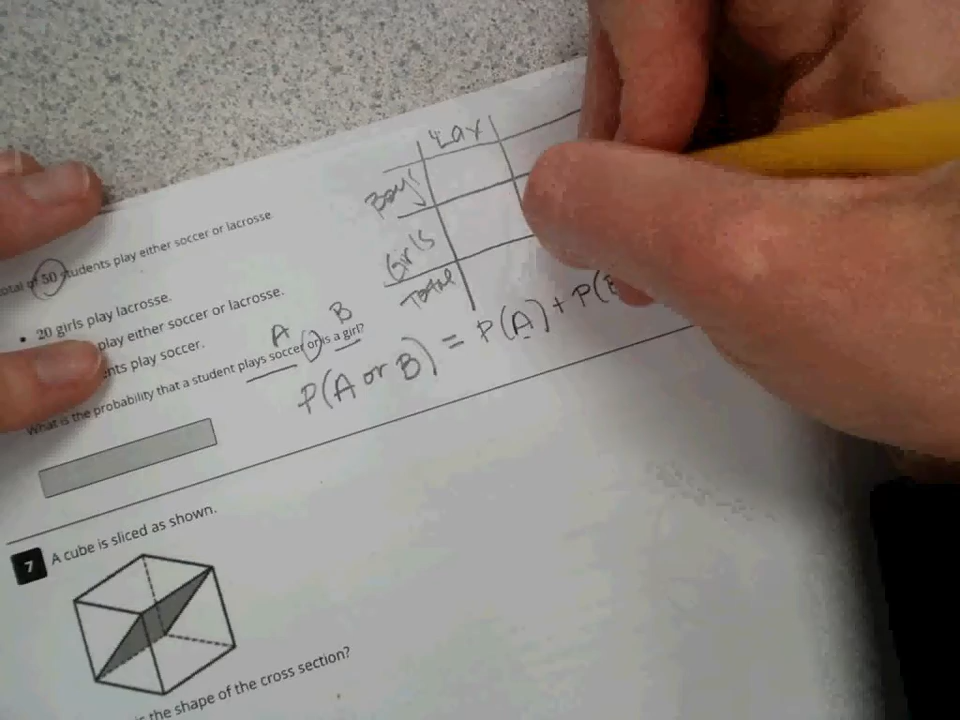 Lax
Boys
Girls
Total
total of 50 students play either soccer or lacrosse.
• 20 girls play lacrosse.
play either soccer or lacrosse.
play soccer.
A B
What is the probability that a student plays soccer or is a girl?
P(A or B) = P(A) + P(
7 A cube is sliced as shown.
the shape of the cross section?